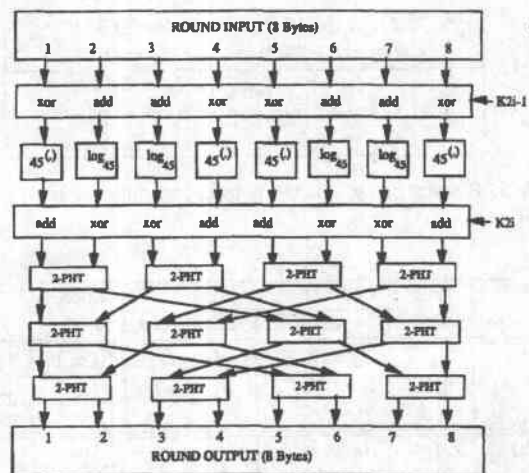 ROUND INPUT (8 Bytes)
1 2 3 4 5 6 7 8
xor add add xor xor add add xor
K2i-1
45(.) log45 log45 45(.) 45(.) log45 log45 45(.)
add xor xor add add xor xor add
K2i
2-PHT 2-PHT 2-PHT 2-PHT
2-PHT 2-PHT 2-PHT 2-PHT
2-PHT 2-PHT 2-PHT 2-PHT
1 2 3 4 5 6 7 8
ROUND OUTPUT (8 Bytes)